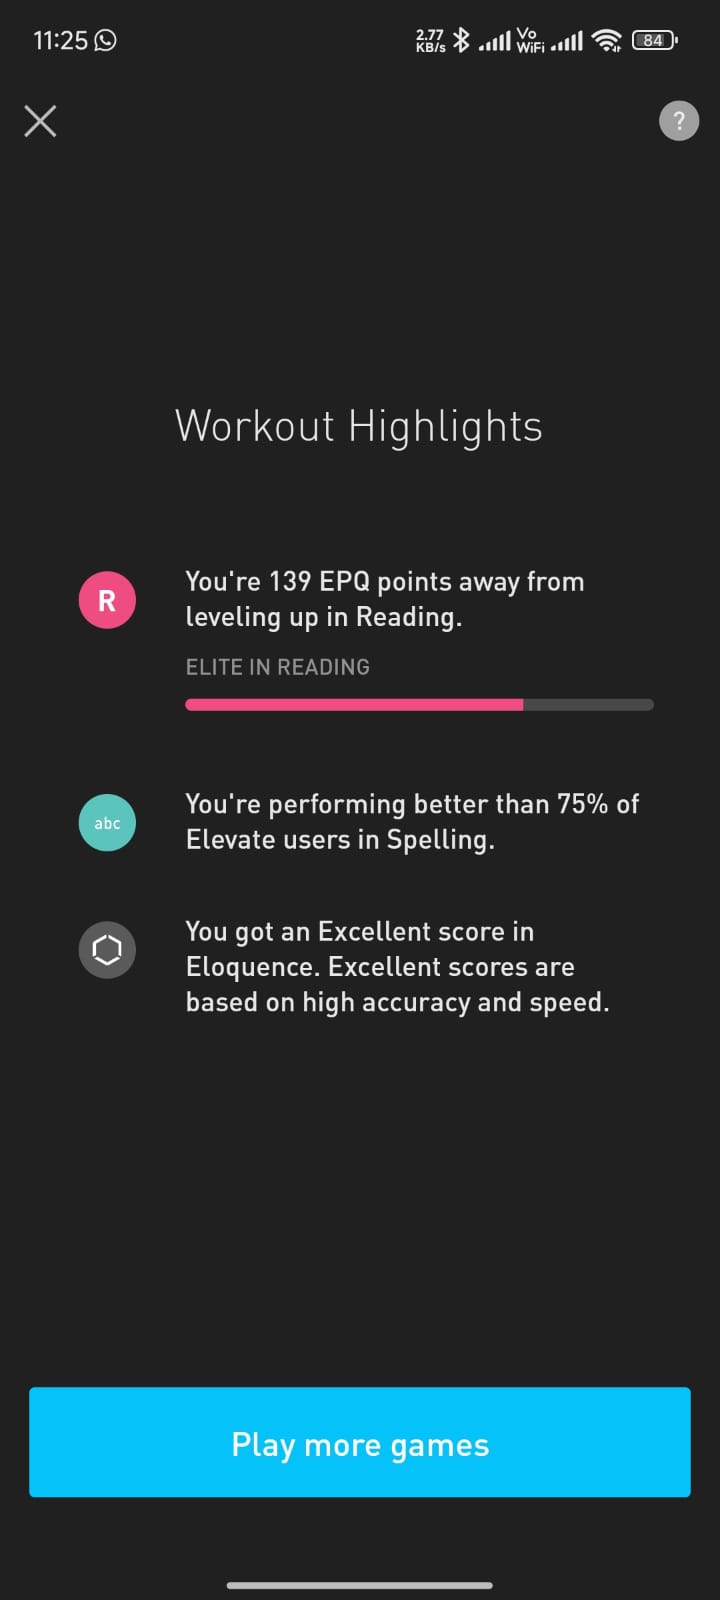 11:25
2.77
KB/s
Vo
WiFi
84
?
Workout Highlights
R
You're 139 EPQ points away from
leveling up in Reading.
ELITE IN READING
abc
You're performing better than 75% of
Elevate users in Spelling.
You got an Excellent score in
Eloquence. Excellent scores are
based on high accuracy and speed.
Play more games